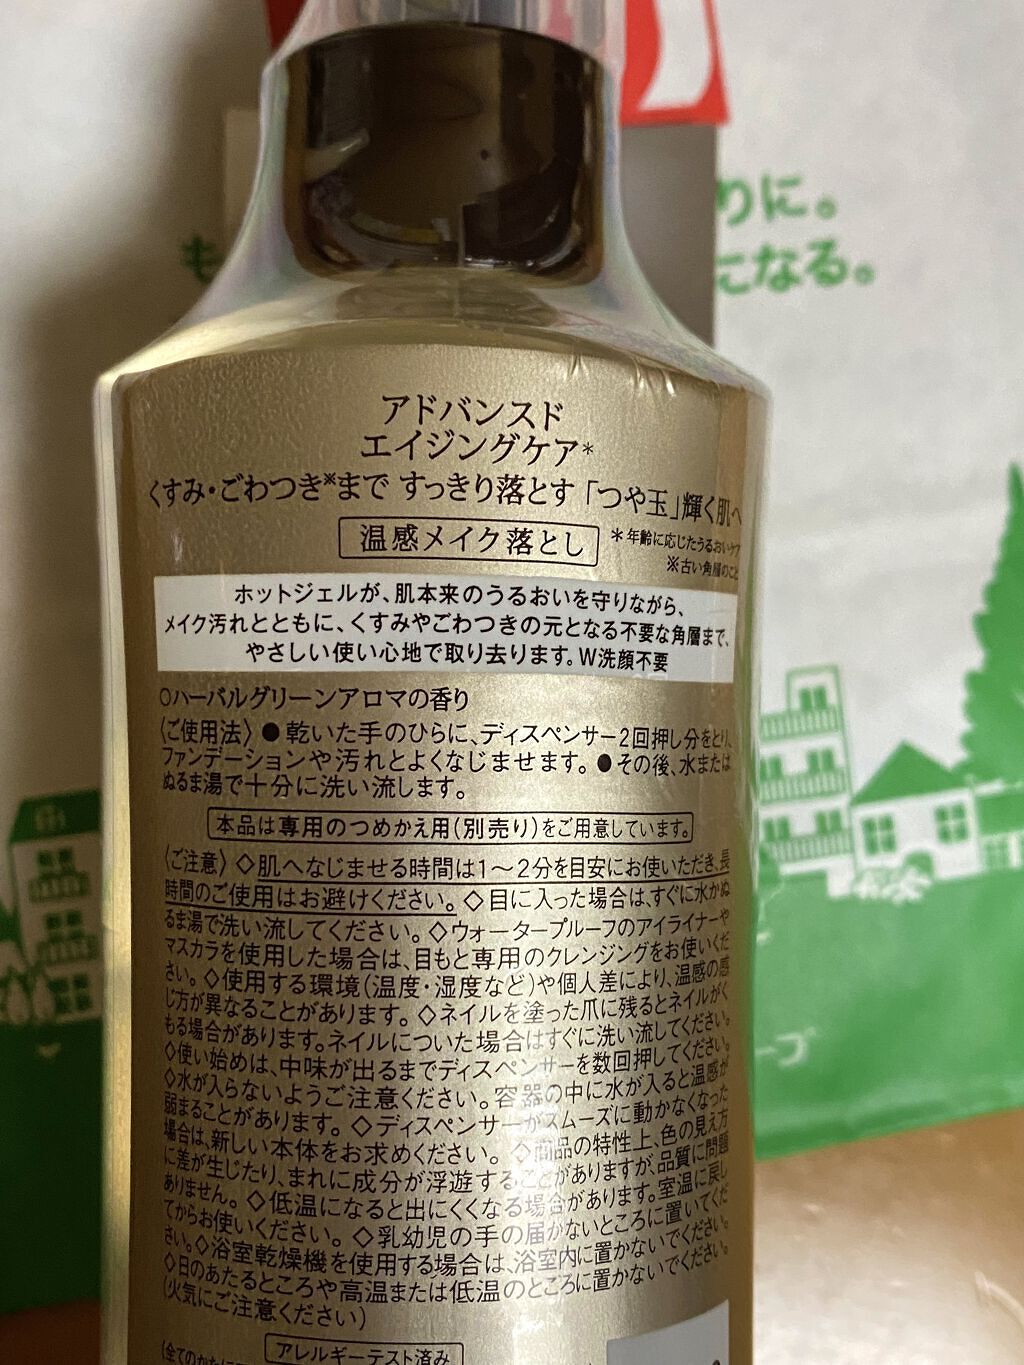 りに。
も
になる。
アドバンスド
エイジングケア*
くすみ・ごわつき※まで すっきり落とす「つや玉」輝く肌へ
温感メイク落とし
*年齢に応じたうるおいケア
※古い角層のこと
ホットジェルが、肌本来のうるおいを守りながら、
メイク汚れとともに、くすみやごわつきの元となる不要な角層まで、
やさしい使い心地で取り去ります。W洗顔不要
○ハーバルグリーンアロマの香り
〈ご使用法〉●乾いた手のひらに、ディスペンサー2回押し分をとり、
ファンデーションや汚れとよくなじませます。●その後、水または
ぬるま湯で十分に洗い流します。
本品は専用のつめかえ用(別売り)をご用意しています。
〈ご注意〉◇肌へなじませる時間は1〜2分を目安にお使いただき、長
時間のご使用はお避けください。◇目に入った場合は、すぐに水かぬ
るま湯で洗い流してください。◇ウォータープルーフのアイライナーや
マスカラを使用した場合は、目もと専用のクレンジングをお使いくだ
さい。◇使用する環境(温度・湿度など)や個人差により、温感の感
じ方が異なることがあります。◇ネイルを塗った爪に残るとネイルがく
もる場合があります。ネイルについた場合はすぐに洗い流してください。
◇使い始めは、中味が出るまでディスペンサーを数回押してください。
◇水が入らないようご注意ください。容器の中に水が入ると温感が
弱まることがあります。◇ディスペンサーがスムーズに動かなくなった
場合は、新しい本体をお求めください。◇商品の特性上、色の見え方
に差が生じたり、まれに成分が浮遊することがありますが、品質に問題
ありません。◇低温になると出にくくなる場合があります。室温に戻し
てからお使いください。◇乳幼児の手の届かないところに置いてくだ
さい。◇浴室乾燥機を使用する場合は、浴室内に置かないでください。
◇日のあたるところや高温または低温のところに置かないでください。
(火気にご注意ください)
アレルギーテスト済み
(全てのかたに
ープ